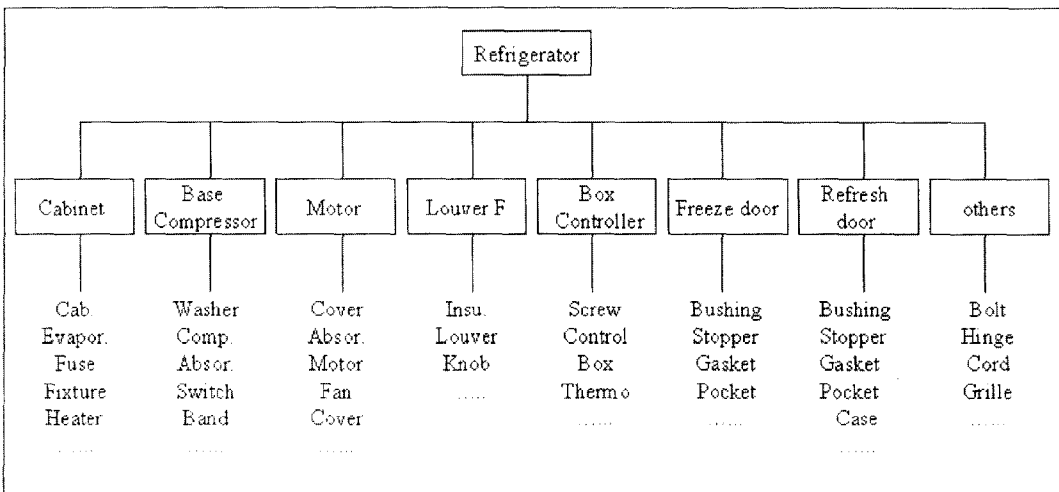 Refrigerator
Cabinet
Base
Compressor
Motor
Louver F
Box
Controller
Freeze door
Refresh
door
others
Cab.
Evapor.
Fuse
Fixture
Heater
......
Washer
Comp.
Absor.
Switch
Band
......
Cover
Absor.
Motor
Fan
Cover
......
Insu.
Louver
Knob
.....
Screw
Control
Box
Thermo
......
Bushing
Stopper
Gasket
Pocket
......
Bushing
Stopper
Gasket
Pocket
Case
......
Bolt
Hinge
Cord
Grille
......